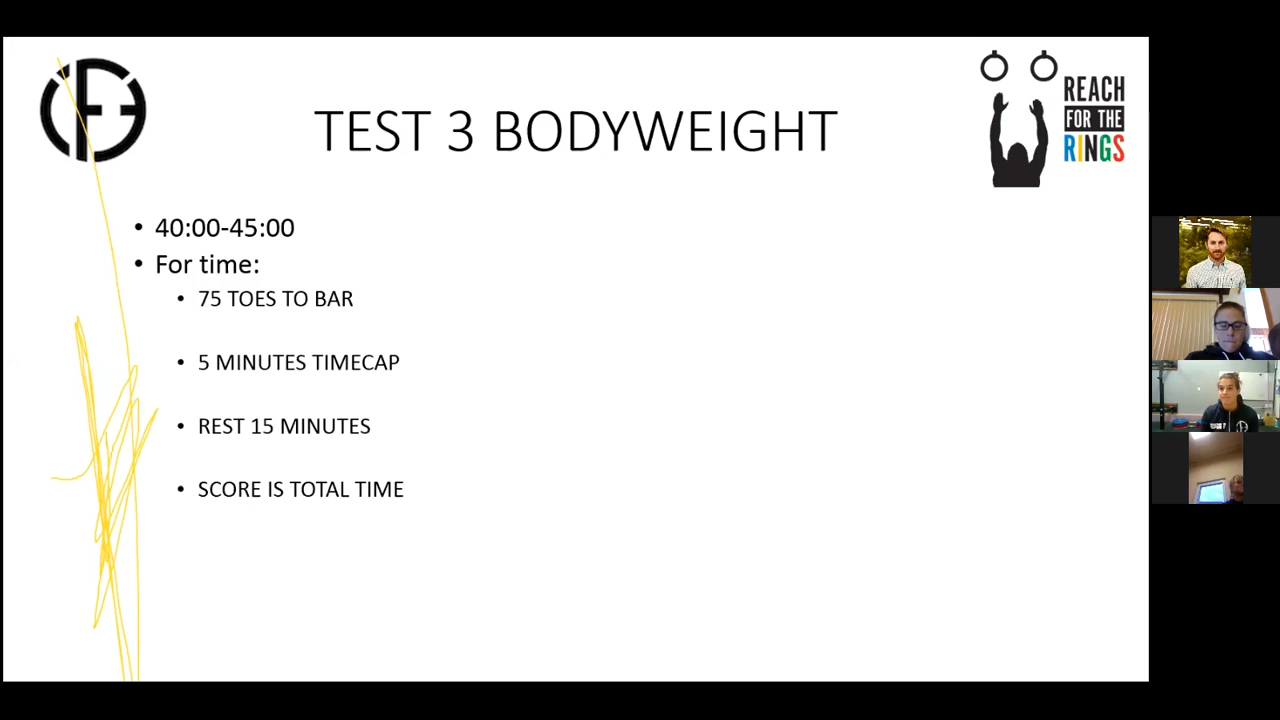 iF3
TEST 3 BODYWEIGHT
REACH
FOR THE
RINGS
• 40:00-45:00
• For time:
• 75 TOES TO BAR
• 5 MINUTES TIMECAP
• REST 15 MINUTES
• SCORE IS TOTAL TIME